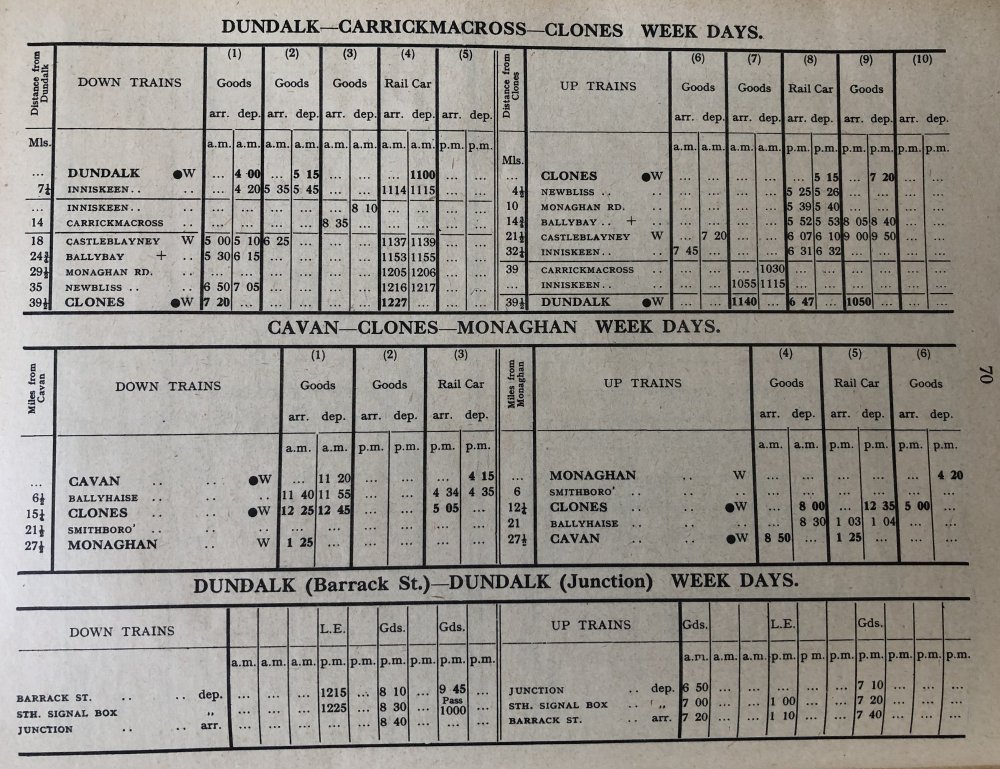 DUNDALK—CARRICKMACROSS—CLONES WEEK DAYS.
Distance from Dundalk | DOWN TRAINS | (1) Goods arr. dep. | (2) Goods arr. dep. | (3) Goods arr. dep. | (4) Rail Car arr. dep. | (5) arr. dep.
Mls. | a.m. a.m. | a.m. a.m. | a.m. a.m. | a.m. a.m. | p.m. p.m.
... DUNDALK ●W | ... 4 00 | ... 5 15 | ... ... | ... 1100 | ... ...
7½ INNISKEEN .. .. | ... 4 20 | 5 35 5 45 | ... ... | 1114 1115 | ... ...
... INNISKEEN .. .. | ... ... | ... ... | ... 8 10 | ... ... | ... ...
14 CARRICKMACROSS .. | ... ... | ... ... | 8 35 ... | ... ... | ... ...
18 CASTLEBLAYNEY W | 5 00 5 10 | 6 25 ... | ... ... | 1137 1139 | ... ...
24¾ BALLYBAY + .. | 5 30 6 15 | ... ... | ... ... | 1153 1155 | ... ...
29½ MONAGHAN RD. .. | ... ... | ... ... | ... ... | 1205 1206 | ... ...
35 NEWBLISS .. .. | 6 50 7 05 | ... ... | ... ... | 1216 1217 | ... ...
39½ CLONES ●W | 7 20 ... | ... ... | ... ... | 1227 ... | ... ...
Distance from Clones | UP TRAINS | (6) Goods arr. dep. | (7) Goods arr. dep. | (8) Rail Car arr. dep. | (9) Goods arr. dep. | (10) arr. dep.
Mls. | a.m. a.m. | a.m. a.m. | p.m. p.m. | p.m. p.m. | p.m. p.m.
CLONES ●W | ... ... | ... ... | ... 5 15 | ... 7 20 | ... ...
4½ NEWBLISS .. .. | ... ... | ... ... | 5 25 5 26 | ... ... | ... ...
10 MONAGHAN RD. .. | ... ... | ... ... | 5 39 5 40 | ... ... | ... ...
14¾ BALLYBAY .. + .. | ... ... | ... ... | 5 52 5 53 | 8 05 8 40 | ... ...
21½ CASTLEBLAYNEY W | ... 7 20 | ... ... | 6 07 6 10 | 9 00 9 50 | ... ...
32¼ INNISKEEN .. .. | 7 45 ... | ... ... | 6 31 6 32 | ... ... | ... ...
39 CARRICKMACROSS .. | ... ... | ... 1030 | ... ... | ... ... | ... ...
... INNISKEEN .. .. | ... ... | 1055 1115 | ... ... | ... ... | ... ...
39½ DUNDALK ●W | ... ... | 1140 ... | 6 47 ... | 1050 ... | ... ...
CAVAN—CLONES—MONAGHAN WEEK DAYS.
Miles from Cavan | DOWN TRAINS | (1) Goods arr. dep. | (2) Goods arr. dep. | (3) Rail Car arr. dep.
a.m. a.m. | p.m. p.m. | p.m. p.m.
... CAVAN .. .. ●W | ... 11 20 | ... ... | ... 4 15
6½ BALLYHAISE .. .. .. | 11 40 11 55 | ... ... | 4 34 4 35
15¼ CLONES .. .. ●W | 12 25 12 45 | ... ... | 5 05 ...
21½ SMITHBORO' .. .. .. | ... ... | ... ... | ... ...
27½ MONAGHAN .. W | 1 25 ... | ... ... | ... ...
Miles from Monaghan | UP TRAINS | (4) Goods arr. dep. | (5) Rail Car arr. dep. | (6) Goods arr. dep.
a.m. a.m. | p.m. p.m. | p.m. p.m.
... MONAGHAN .. W | ... ... | ... ... | ... 4 20
6 SMITHBORO' .. .. .. | ... ... | ... ... | ... ...
12¼ CLONES .. .. ●W | ... 8 00 | ... 12 35 | 5 00 ...
21 BALLYHAISE .. .. .. | ... 8 30 | 1 03 1 04 | ... ...
27½ CAVAN .. .. ●W | 8 50 ... | 1 25 ... | ... ...
70
DUNDALK (Barrack St.)—DUNDALK (Junction) WEEK DAYS.
DOWN TRAINS | L.E. | Gds. | Gds.
a.m. a.m. a.m. p.m. p.m. p.m. p.m. p.m. p.m.
BARRACK ST. .. .. dep. | ... ... ... 1215 ... 8 10 ... 9 45 ...
STH. SIGNAL BOX „ | ... ... ... 1225 ... 8 30 ... Pass 1000 ...
JUNCTION .. .. arr. | ... ... ... ... ... 8 40 ... ... ...
UP TRAINS | Gds. | L.E. | Gds.
a.m. a.m. a.m. p.m. p.m. p.m. p.m. p.m. p.m. p.m.
JUNCTION .. .. dep. | 6 50 ... ... ... ... ... 7 10 ... ... ...
STH. SIGNAL BOX .. „ | 7 00 ... ... 1 00 ... ... 7 20 ... ... ...
BARRACK ST. .. .. arr. | 7 20 ... ... 1 10 ... ... 7 40 ... ... ...